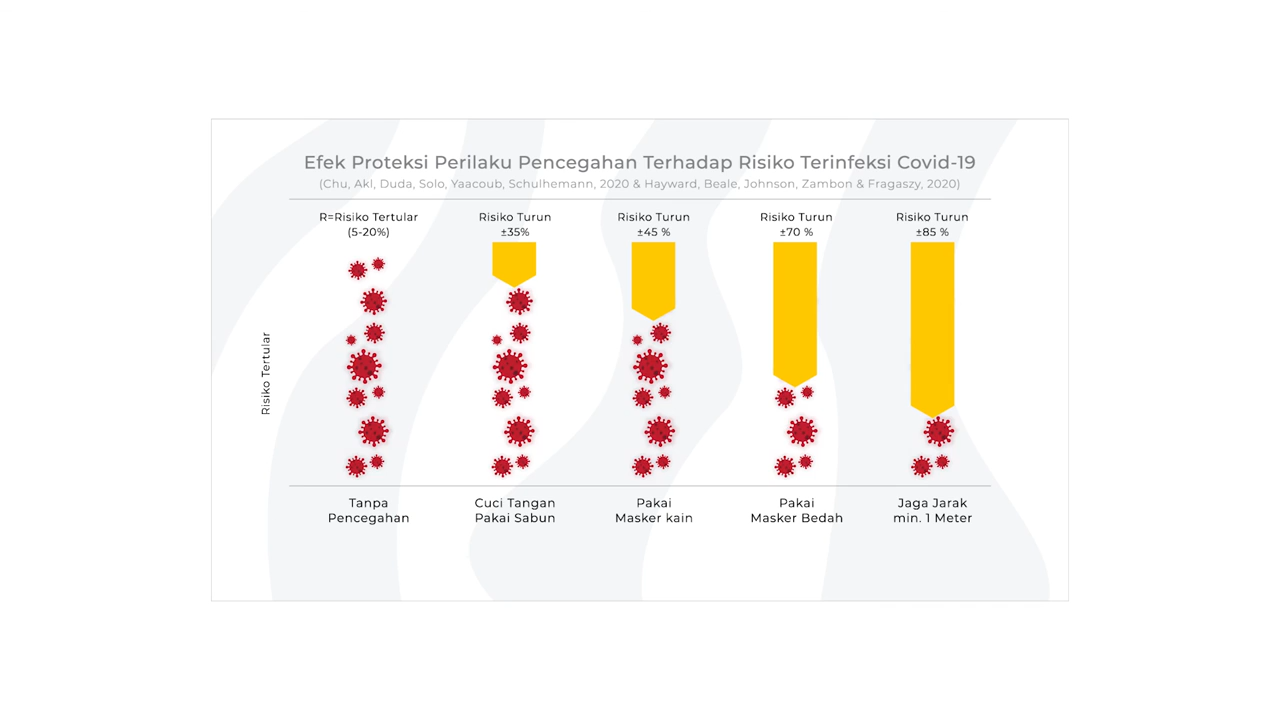 Efek Proteksi Perilaku Pencegahan Terhadap Risiko Terinfeksi Covid-19
(Chu, Akl, Duda, Solo, Yaacoub, Schulhemann, 2020 & Hayward, Beale, Johnson, Zambon & Fragaszy, 2020)
R=Risiko Tertular
(5-20%)
Risiko Turun
±35%
Risiko Turun
±45 %
Risiko Turun
±70 %
Risiko Turun
±85 %
Risiko Tertular
Tanpa
Pencegahan
Cuci Tangan
Pakai Sabun
Pakai
Masker kain
Pakai
Masker Bedah
Jaga Jarak
min. 1 Meter